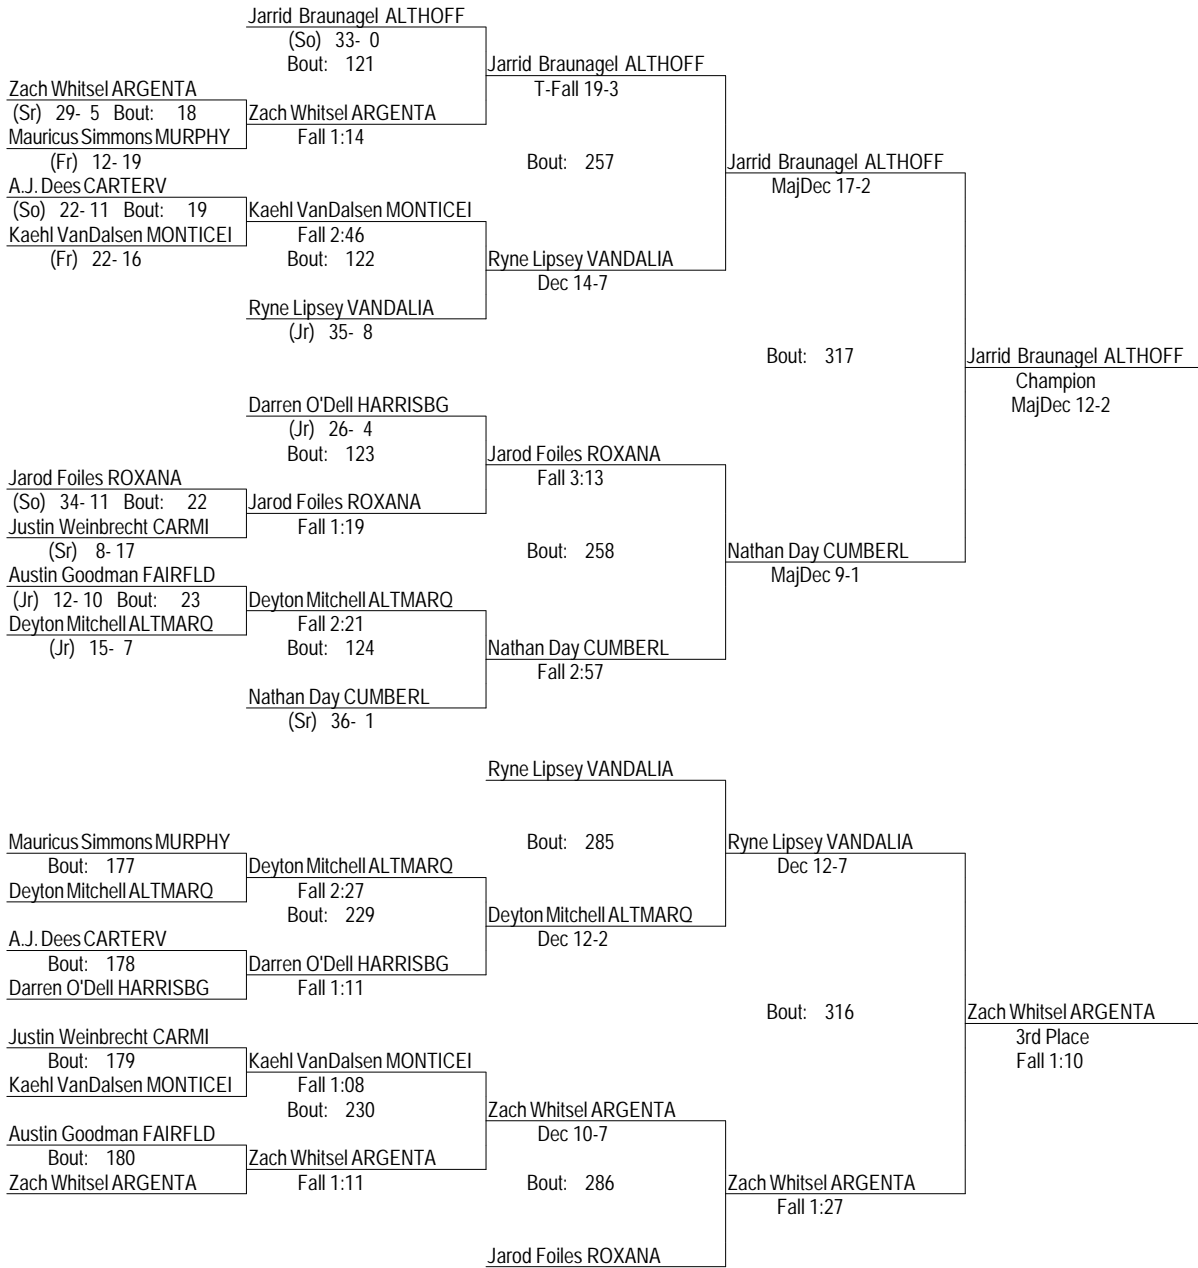 Jarrid Braunagel ALTHOFF
(So) 33- 0
Bout: 121
Jarrid Braunagel ALTHOFF
T-Fall 19-3
Zach Whitsel ARGENTA
(Sr) 29- 5 Bout: 18
Zach Whitsel ARGENTA
Mauricus Simmons MURPHY
Fall 1:14
(Fr) 12- 19
Bout: 257
Jarrid Braunagel ALTHOFF
MajDec 17-2
A.J. Dees CARTERV
(So) 22- 11 Bout: 19
Kaehl VanDalsen MONTICEI
Kaehl VanDalsen MONTICEI
Fall 2:46
(Fr) 22- 16
Bout: 122
Ryne Lipsey VANDALIA
Dec 14-7
Ryne Lipsey VANDALIA
(Jr) 35- 8
Bout: 317
Jarrid Braunagel ALTHOFF
Champion
MajDec 12-2
Darren O'Dell HARRISBG
(Jr) 26- 4
Bout: 123
Jarod Foiles ROXANA
Fall 3:13
Jarod Foiles ROXANA
(So) 34- 11 Bout: 22
Jarod Foiles ROXANA
Justin Weinbrecht CARMI
Fall 1:19
(Sr) 8- 17
Bout: 258
Nathan Day CUMBERL
MajDec 9-1
Austin Goodman FAIRFLD
(Jr) 12- 10 Bout: 23
Deyton Mitchell ALTMARQ
Deyton Mitchell ALTMARQ
Fall 2:21
(Jr) 15- 7
Bout: 124
Nathan Day CUMBERL
Fall 2:57
Nathan Day CUMBERL
(Sr) 36- 1
Ryne Lipsey VANDALIA
Mauricus Simmons MURPHY
Bout: 285
Ryne Lipsey VANDALIA
Dec 12-7
Bout: 177
Deyton Mitchell ALTMARQ
Deyton Mitchell ALTMARQ
Fall 2:27
Bout: 229
Deyton Mitchell ALTMARQ
Dec 12-2
A.J. Dees CARTERV
Bout: 178
Darren O'Dell HARRISBG
Darren O'Dell HARRISBG
Fall 1:11
Bout: 316
Zach Whitsel ARGENTA
3rd Place
Fall 1:10
Justin Weinbrecht CARMI
Bout: 179
Kaehl VanDalsen MONTICEI
Kaehl VanDalsen MONTICEI
Fall 1:08
Bout: 230
Zach Whitsel ARGENTA
Dec 10-7
Austin Goodman FAIRFLD
Bout: 180
Zach Whitsel ARGENTA
Zach Whitsel ARGENTA
Fall 1:11
Bout: 286
Zach Whitsel ARGENTA
Fall 1:27
Jarod Foiles ROXANA